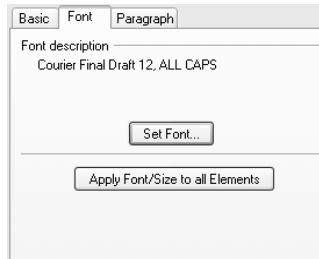 Basic Font Paragraph
Font description
Courier Final Draft 12, ALL CAPS
Set Font...
Apply Font/Size to all Elements